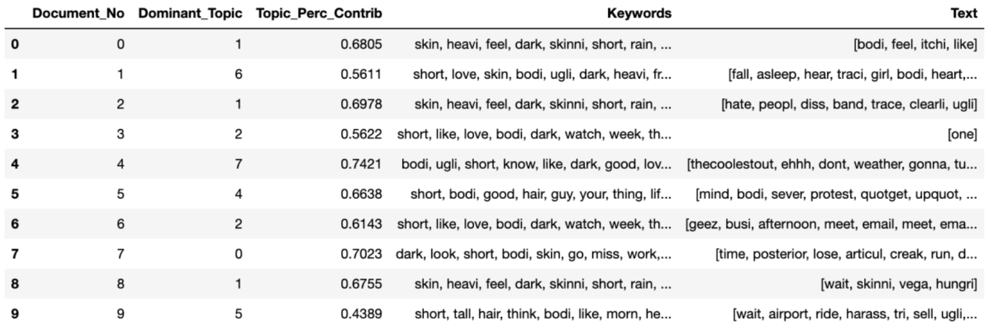 Document_No Dominant_Topic Topic_Perc_Contrib Keywords Text
0 0 1 0.6805 skin, heavi, feel, dark, skinni, short, rain, ... [bodi, feel, itchi, like]
1 1 6 0.5611 short, love, skin, bodi, ugli, dark, heavi, fr... [fall, asleep, hear, traci, girl, bodi, heart,...
2 2 1 0.6978 skin, heavi, feel, dark, skinni, short, rain, ... [hate, peopl, diss, band, trace, clearli, ugli]
3 3 2 0.5622 short, like, love, bodi, dark, watch, week, th... [one]
4 4 7 0.7421 bodi, ugli, short, know, like, dark, good, lov... [thecoolestout, ehhh, dont, weather, gonna, tu...
5 5 4 0.6638 short, bodi, good, hair, guy, your, thing, lif... [mind, bodi, sever, protest, quotget, upquot, ...
6 6 2 0.6143 short, like, love, bodi, dark, watch, week, th... [geez, busi, afternoon, meet, email, meet, ema...
7 7 0 0.7023 dark, look, short, bodi, skin, go, miss, work,... [time, posterior, lose, articul, creak, run, d...
8 8 1 0.6755 skin, heavi, feel, dark, skinni, short, rain, ... [wait, skinni, vega, hungri]
9 9 5 0.4389 short, tall, hair, think, bodi, like, morn, he... [wait, airport, ride, harass, tri, sell, ugli,...